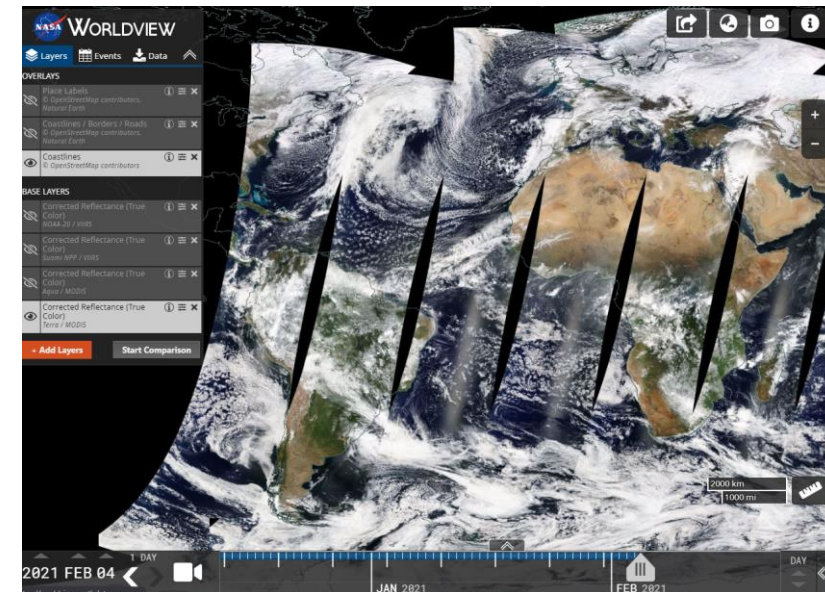 NASA WORLDVIEW
Layers Events Data
OVERLAYS
Place Labels
© OpenStreetMap contributors,
Natural Earth
Coastlines / Borders / Roads
© OpenStreetMap contributors,
Natural Earth
Coastlines
© OpenStreetMap contributors
BASE LAYERS
Corrected Reflectance (True
Color)
NOAA-20 / VIIRS
Corrected Reflectance (True
Color)
Suomi NPP / VIIRS
Corrected Reflectance (True
Color)
Aqua / MODIS
Corrected Reflectance (True
Color)
Terra / MODIS
+ Add Layers Start Comparison
2000 km
1000 mi
1 DAY
2021 FEB 04
JAN 2021
FEB 2021
DAY